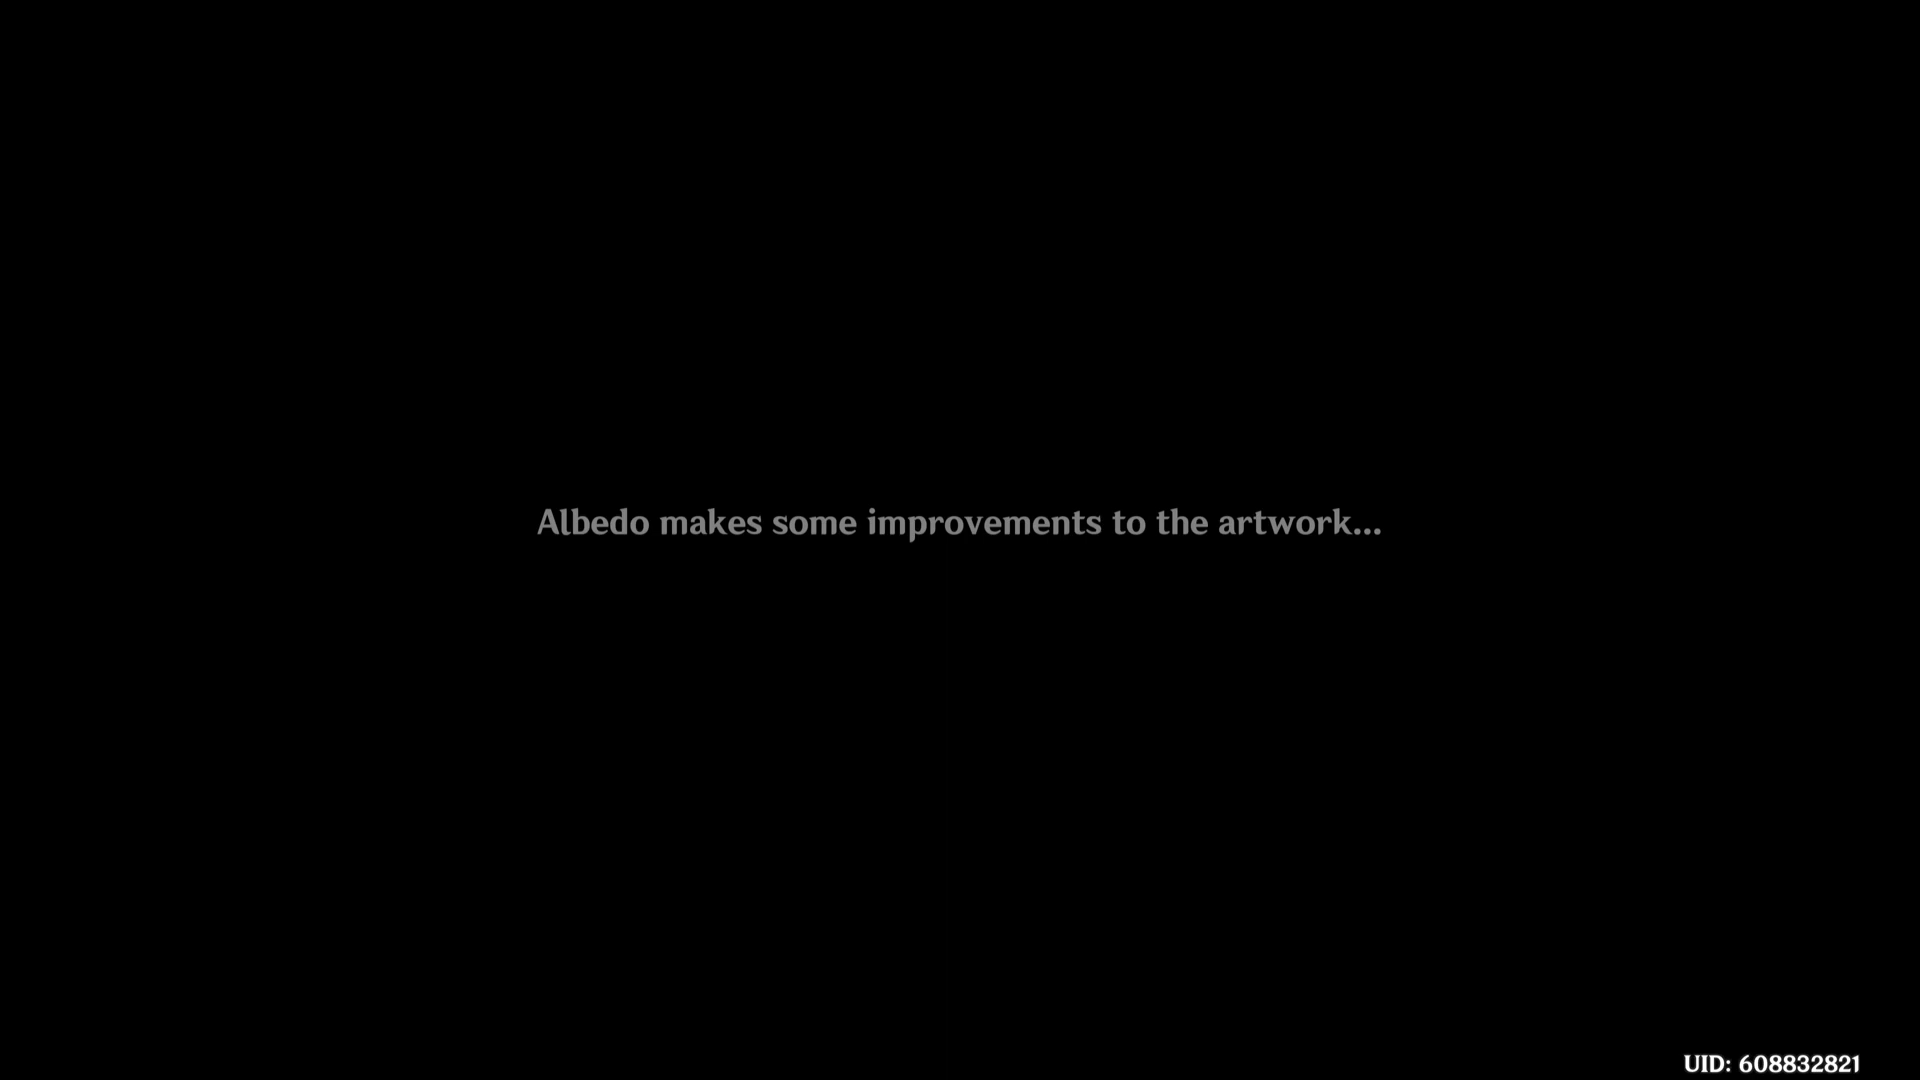 Albedo makes some improvements to the artwork...
UID: 608832821